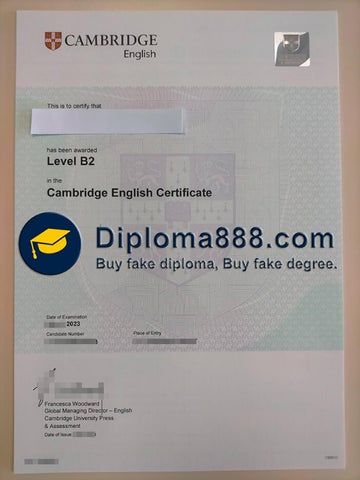 CAMBRIDGE
English
This is to certify that
has been awarded
Level B2
in the
Cambridge English Certificate
Diploma888.com
Buy fake diploma, Buy fake degree.
Date of Examination
2023
Candidate Number
Place of Entry
Francesca Woodward
Global Managing Director – English
Cambridge University Press
& Assessment
Date of Issue